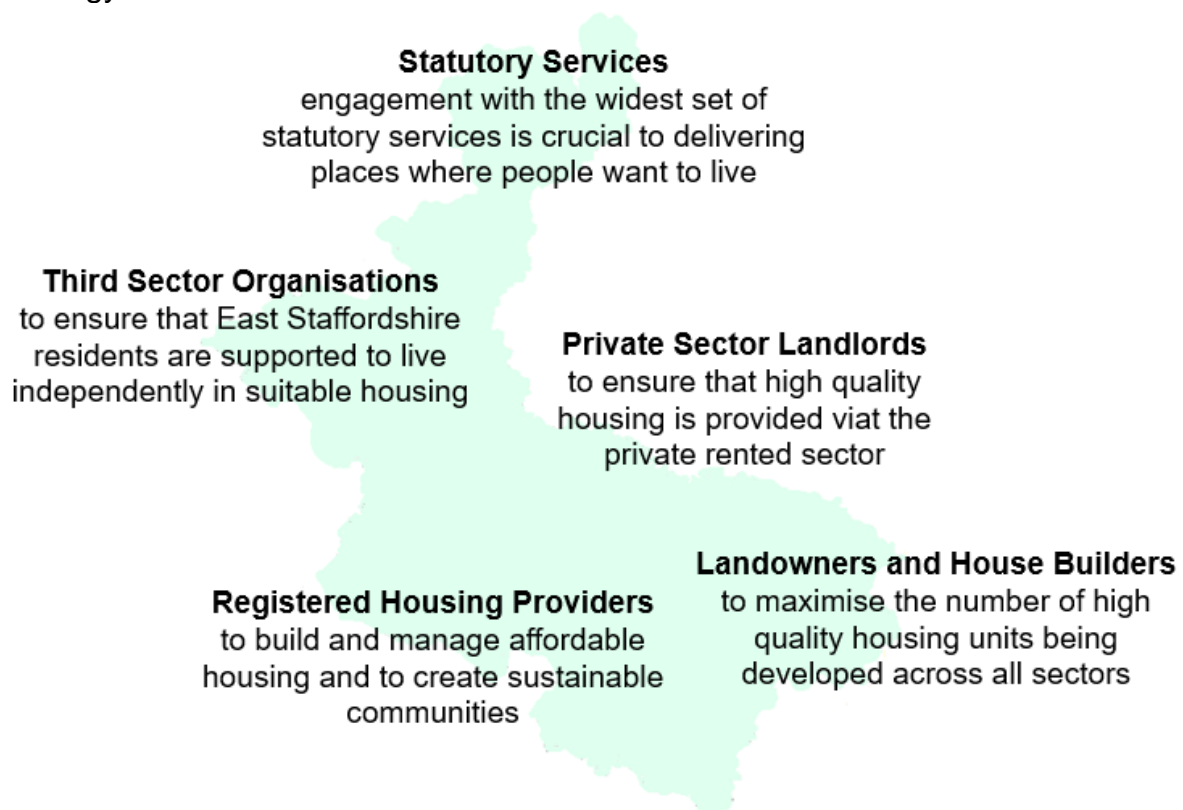 Statutory Services
engagement with the widest set of
statutory services is crucial to delivering
places where people want to live
Third Sector Organisations
to ensure that East Staffordshire
residents are supported to live
independently in suitable housing
Private Sector Landlords
to ensure that high quality
housing is provided viat the
private rented sector
Landowners and House Builders
to maximise the number of high
quality housing units being
developed across all sectors
Registered Housing Providers
to build and manage affordable
housing and to create sustainable
communities